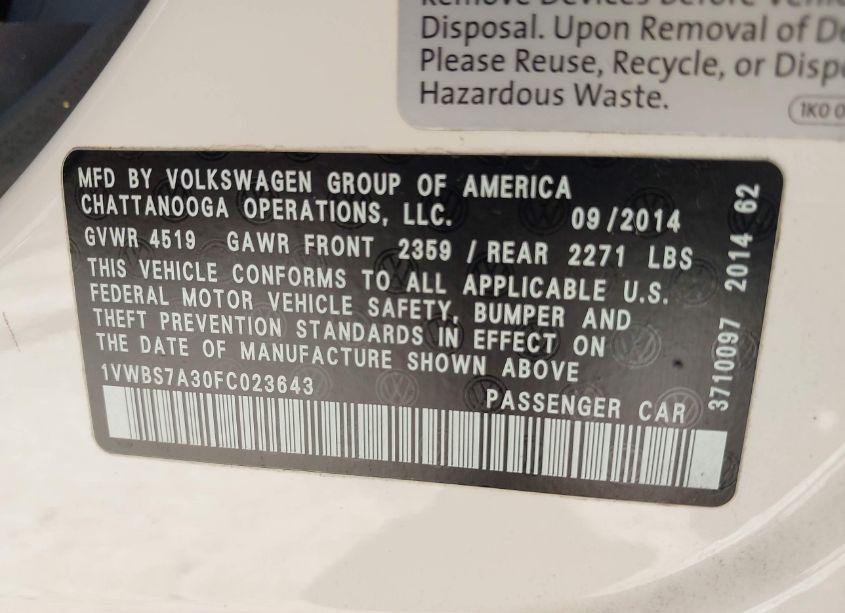 Disposal. Upon Removal of
Please Reuse, Recycle, or
Hazardous Waste.
1K0 0
MFD BY VOLKSWAGEN GROUP OF AMERICA
CHATTANOOGA OPERATIONS, LLC. 09/2014
GVWR 4519 GAWR FRONT 2359 / REAR 2271 LBS
THIS VEHICLE CONFORMS TO ALL APPLICABLE U.S.
FEDERAL MOTOR VEHICLE SAFETY, BUMPER AND
THEFT PREVENTION STANDARDS IN EFFECT ON
THE DATE OF MANUFACTURE SHOWN ABOVE
1VWBS7A30FC023643 PASSENGER CAR
3710097 2014 62